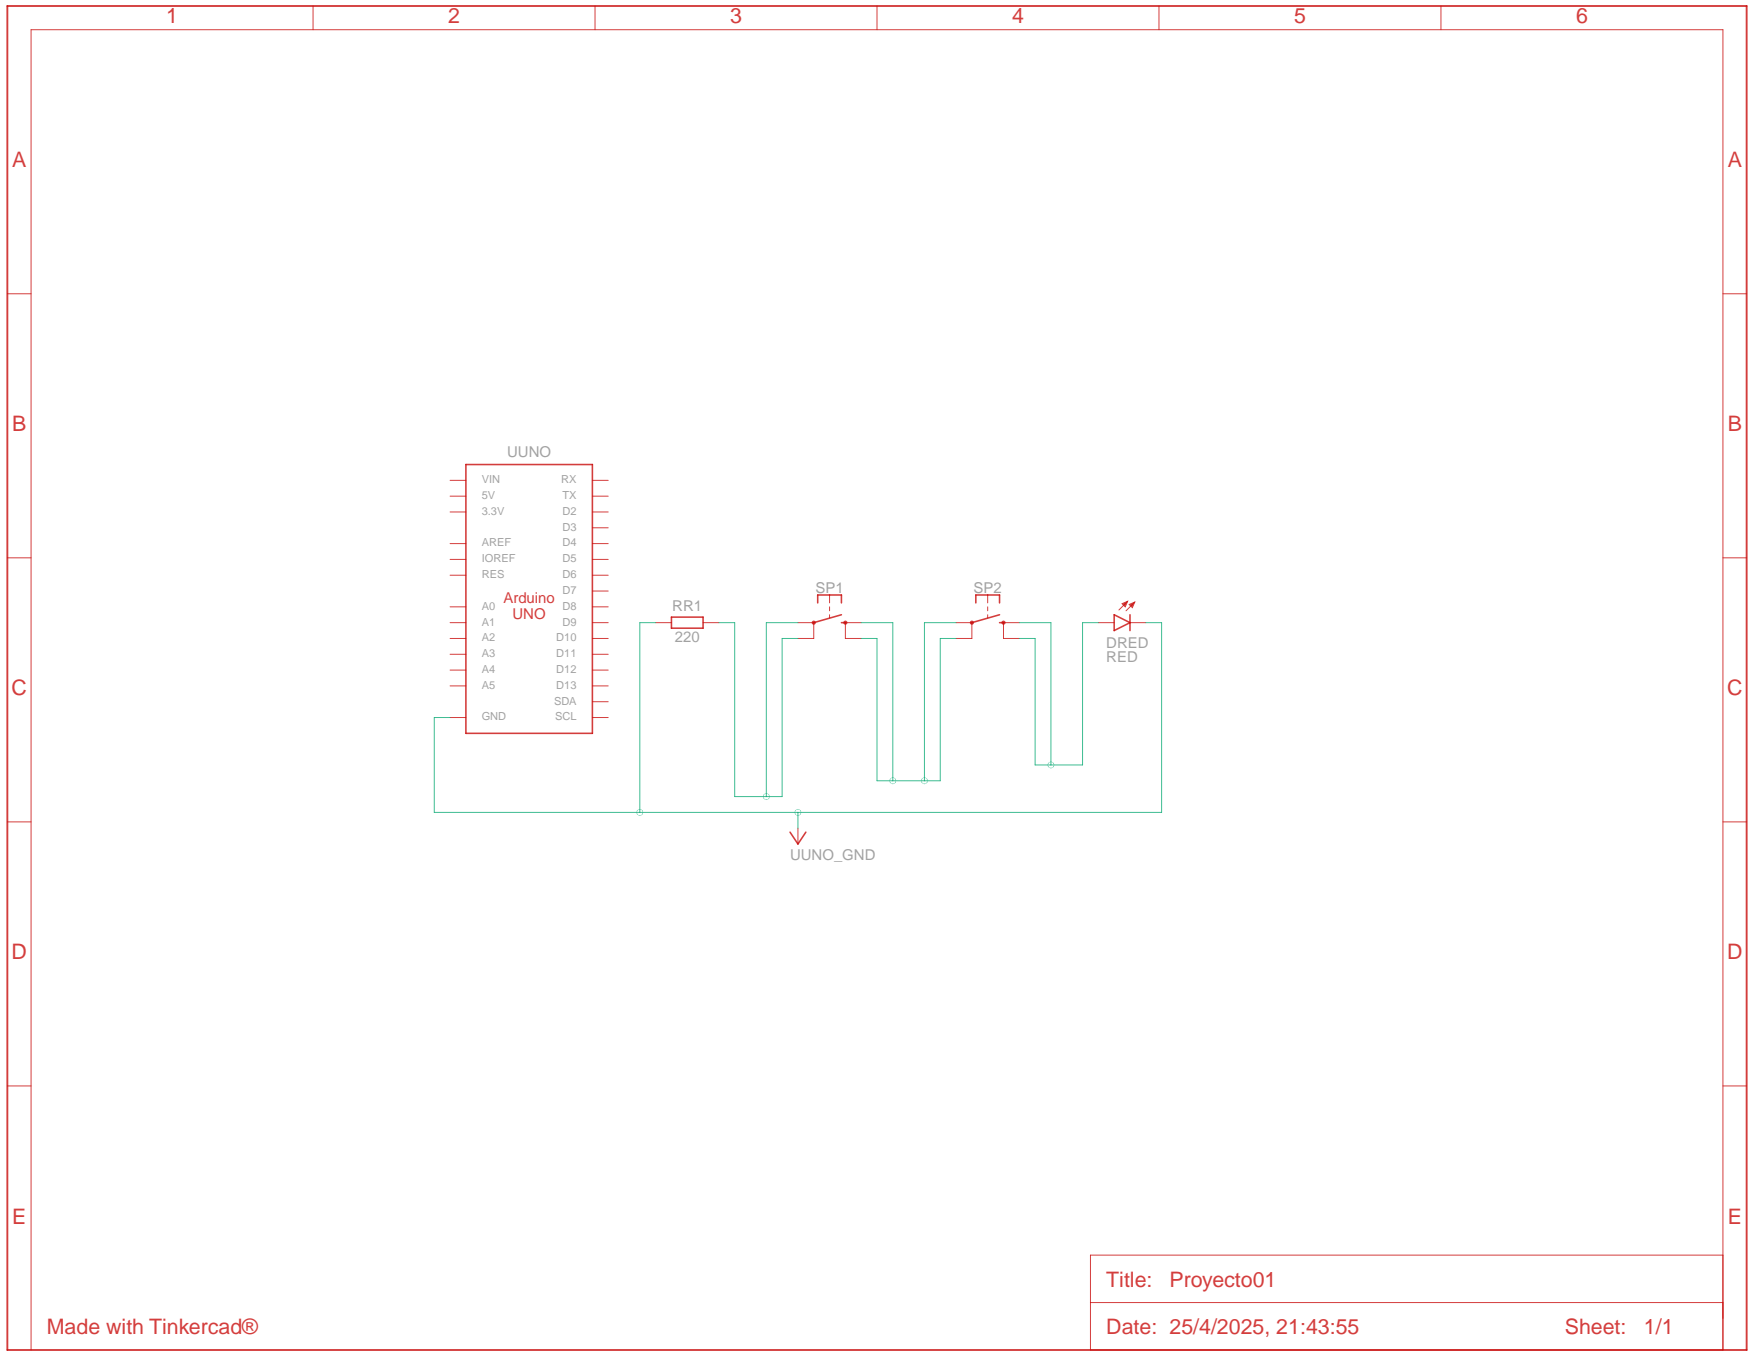 1 2 3 4 5 6
A A
B B
UUNO
VIN RX
5V TX
3.3V D2
D3
AREF D4
IOREF D5
RES D6
D7
Arduino
UNO
A0 D8
A1 D9
A2 D10
A3 D11
A4 D12
A5 D13
SDA
GND SCL
SP1 SP2
RR1
220
DRED
RED
C C
UUNO_GND
D D
E E
Title: Proyecto01
Made with Tinkercad®
Date: 25/4/2025, 21:43:55 Sheet: 1/1